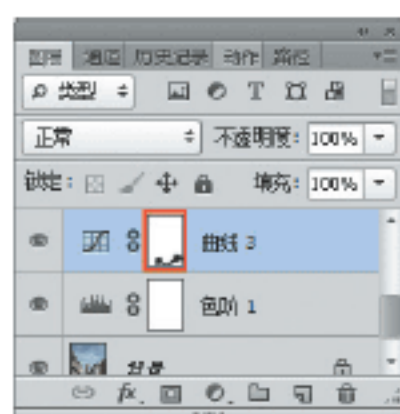 图层 通道 历史记录 动作 路径
类型
正常 不透明度: 100%
锁定: 填充: 100%
曲线 3
色阶 1
背景
fx